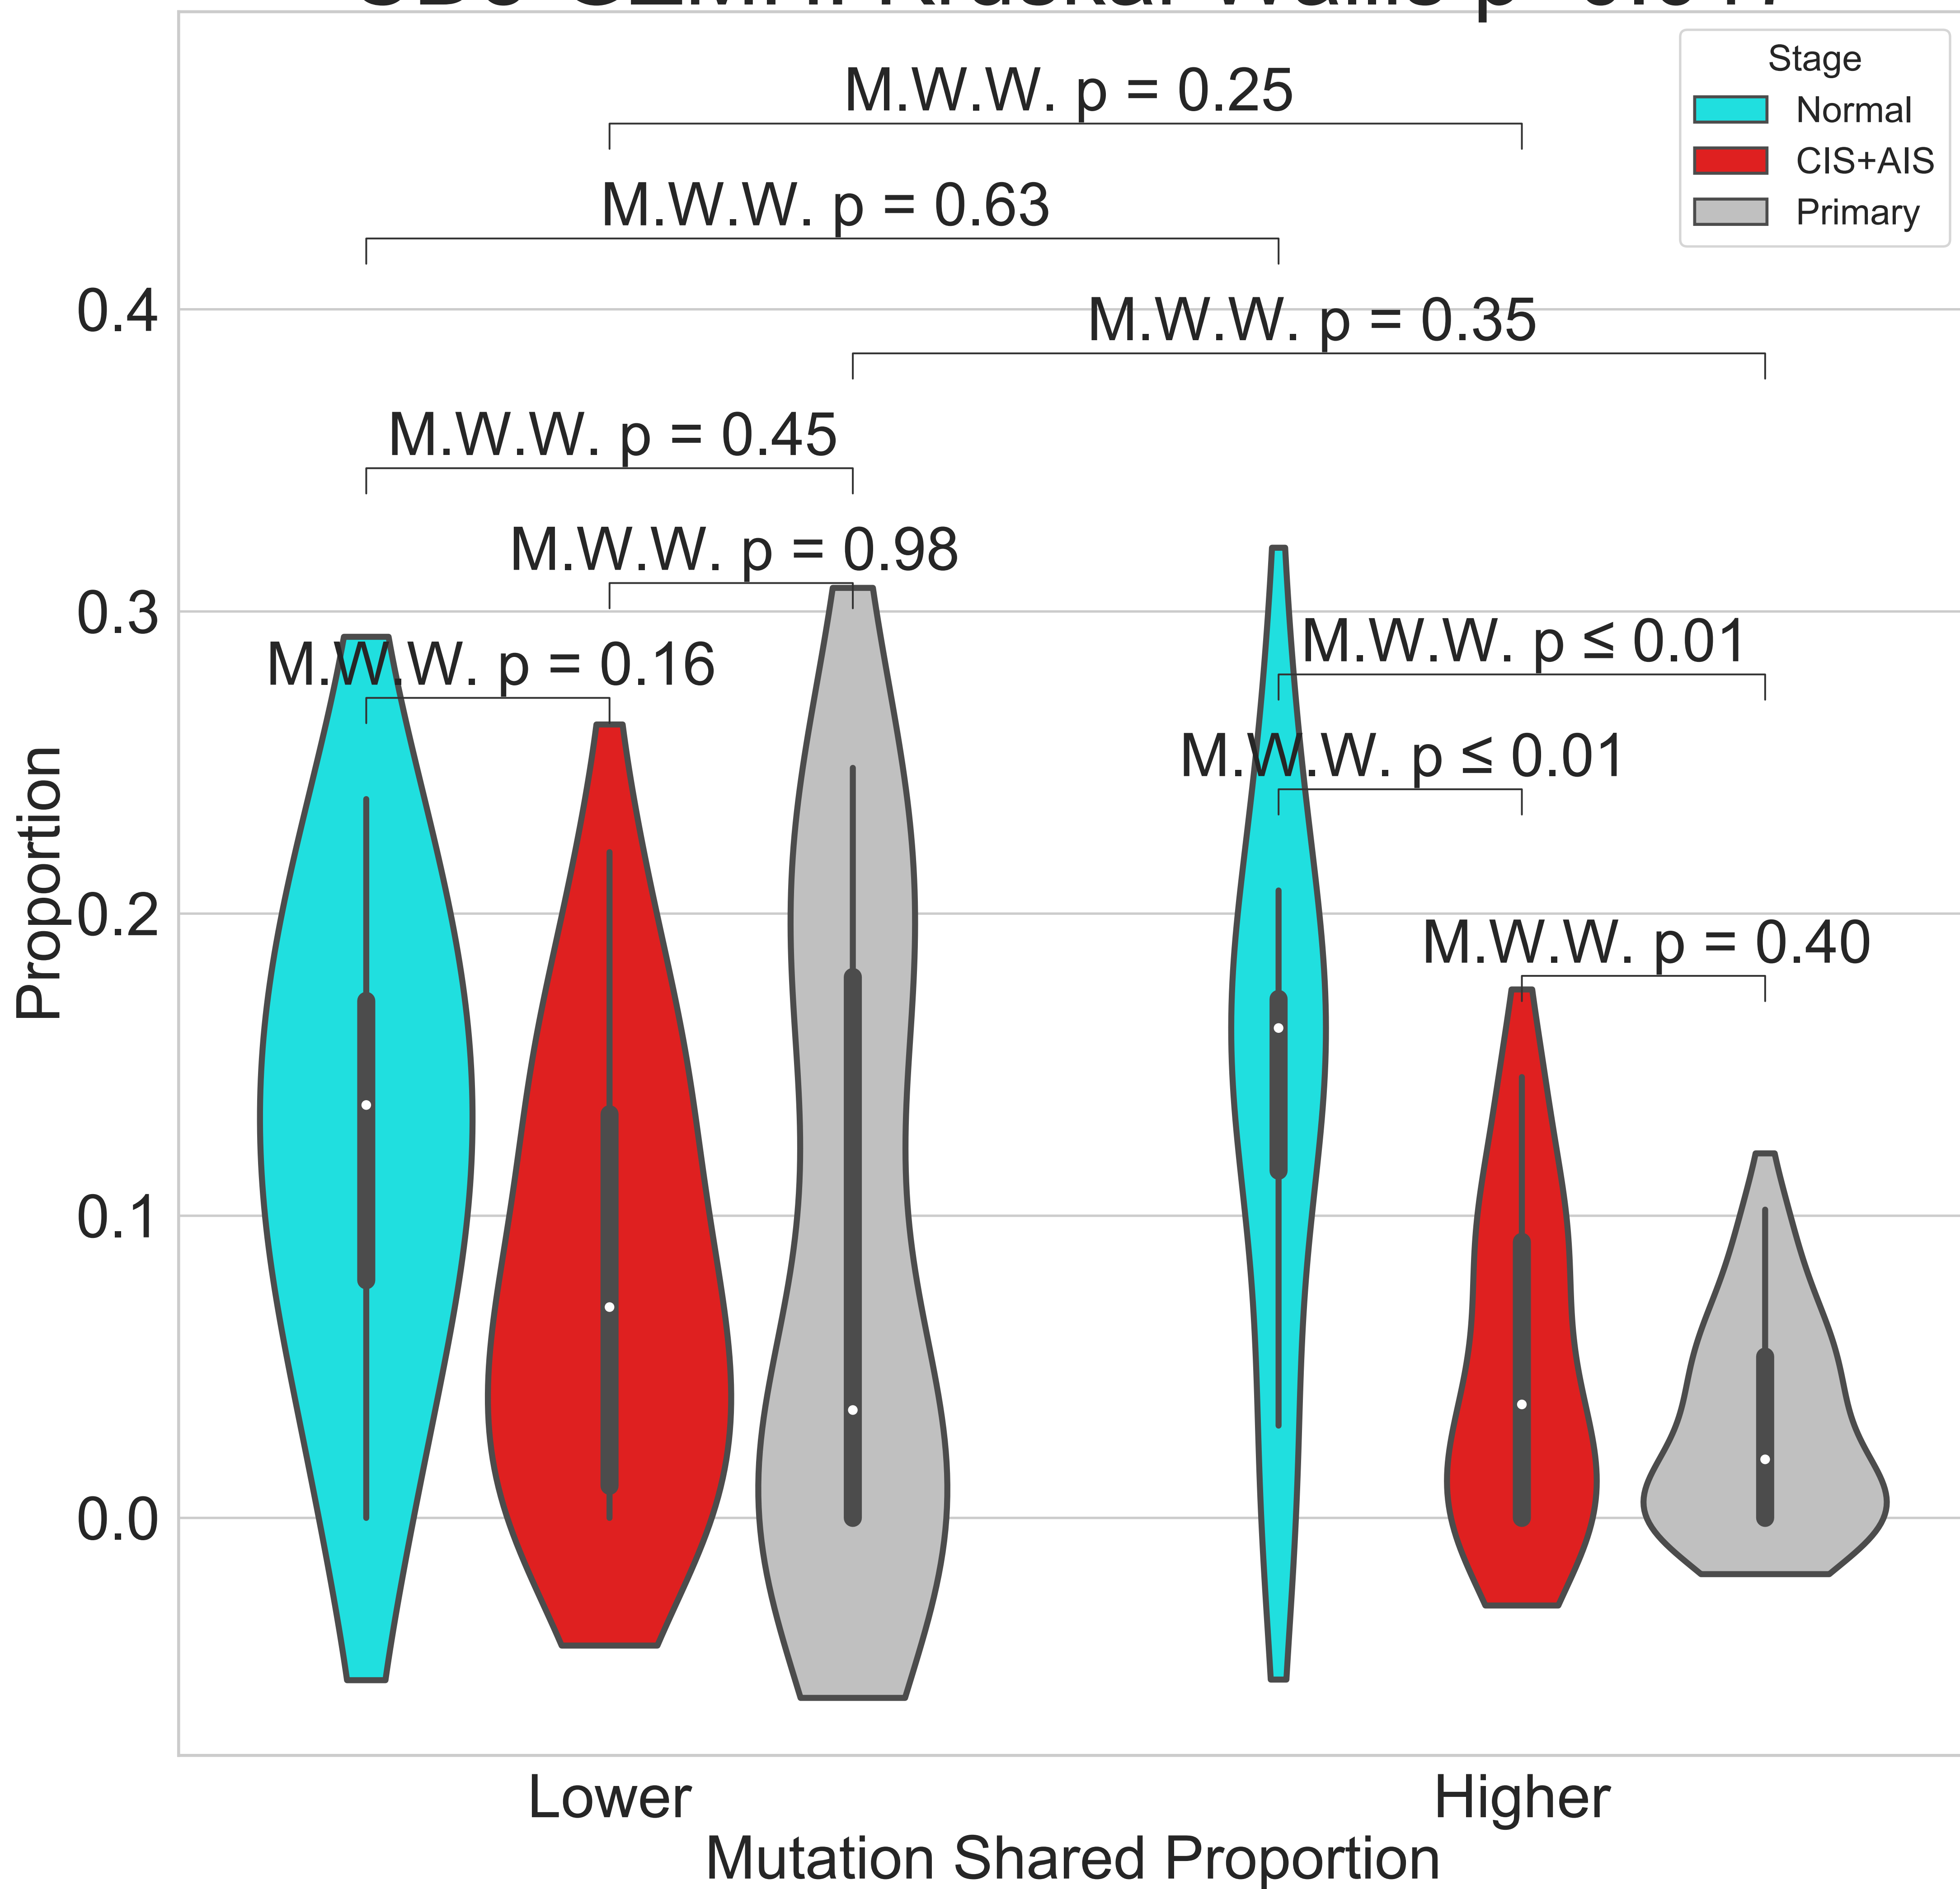 Stage
Normal
CIS+AIS
Primary
M.W.W. p = 0.25
M.W.W. p = 0.63
M.W.W. p = 0.35
M.W.W. p = 0.45
M.W.W. p = 0.98
M.W.W. p = 0.16
M.W.W. p ≤ 0.01
M.W.W. p ≤ 0.01
M.W.W. p = 0.40
0.4
0.3
0.2
0.1
0.0
Proportion
Lower
Higher
Mutation Shared Proportion